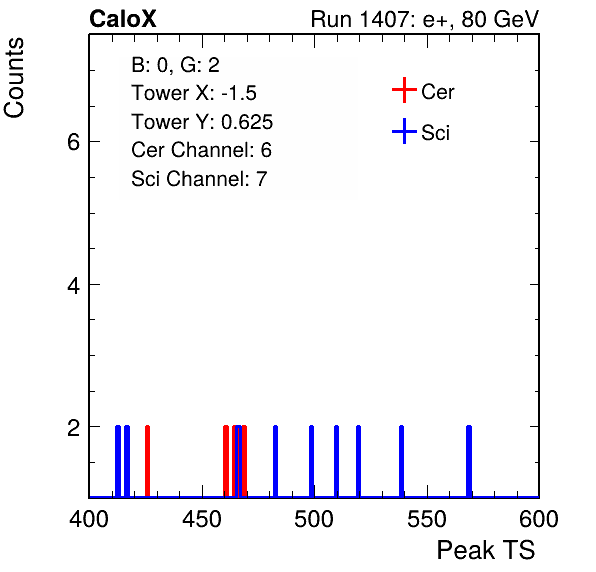 CaloX Run 1407: e+, 80 GeV
Counts
B: 0, G: 2
Tower X: -1.5
Tower Y: 0.625
Cer Channel: 6
Sci Channel: 7
Cer
Sci
6
4
2
400 450 500 550 600
Peak TS